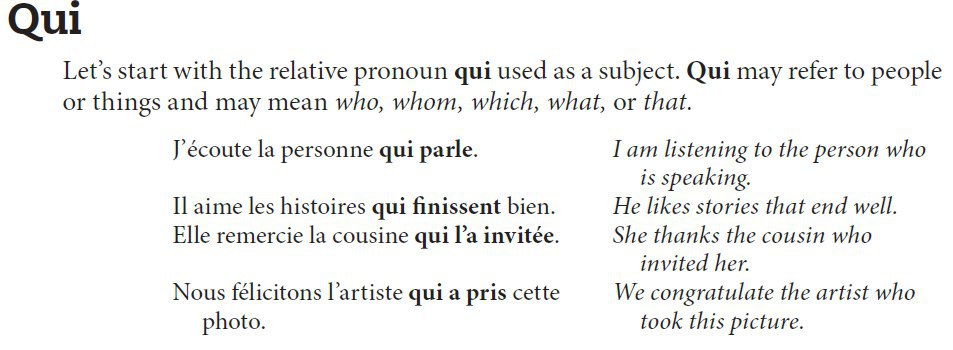 Qui
Let’s start with the relative pronoun qui used as a subject. Qui may refer to people
or things and may mean who, whom, which, what, or that.
J’écoute la personne qui parle. I am listening to the person who
is speaking.
Il aime les histoires qui finissent bien. He likes stories that end well.
Elle remercie la cousine qui l’a invitée. She thanks the cousin who
invited her.
Nous félicitons l’artiste qui a pris cette We congratulate the artist who
photo. took this picture.